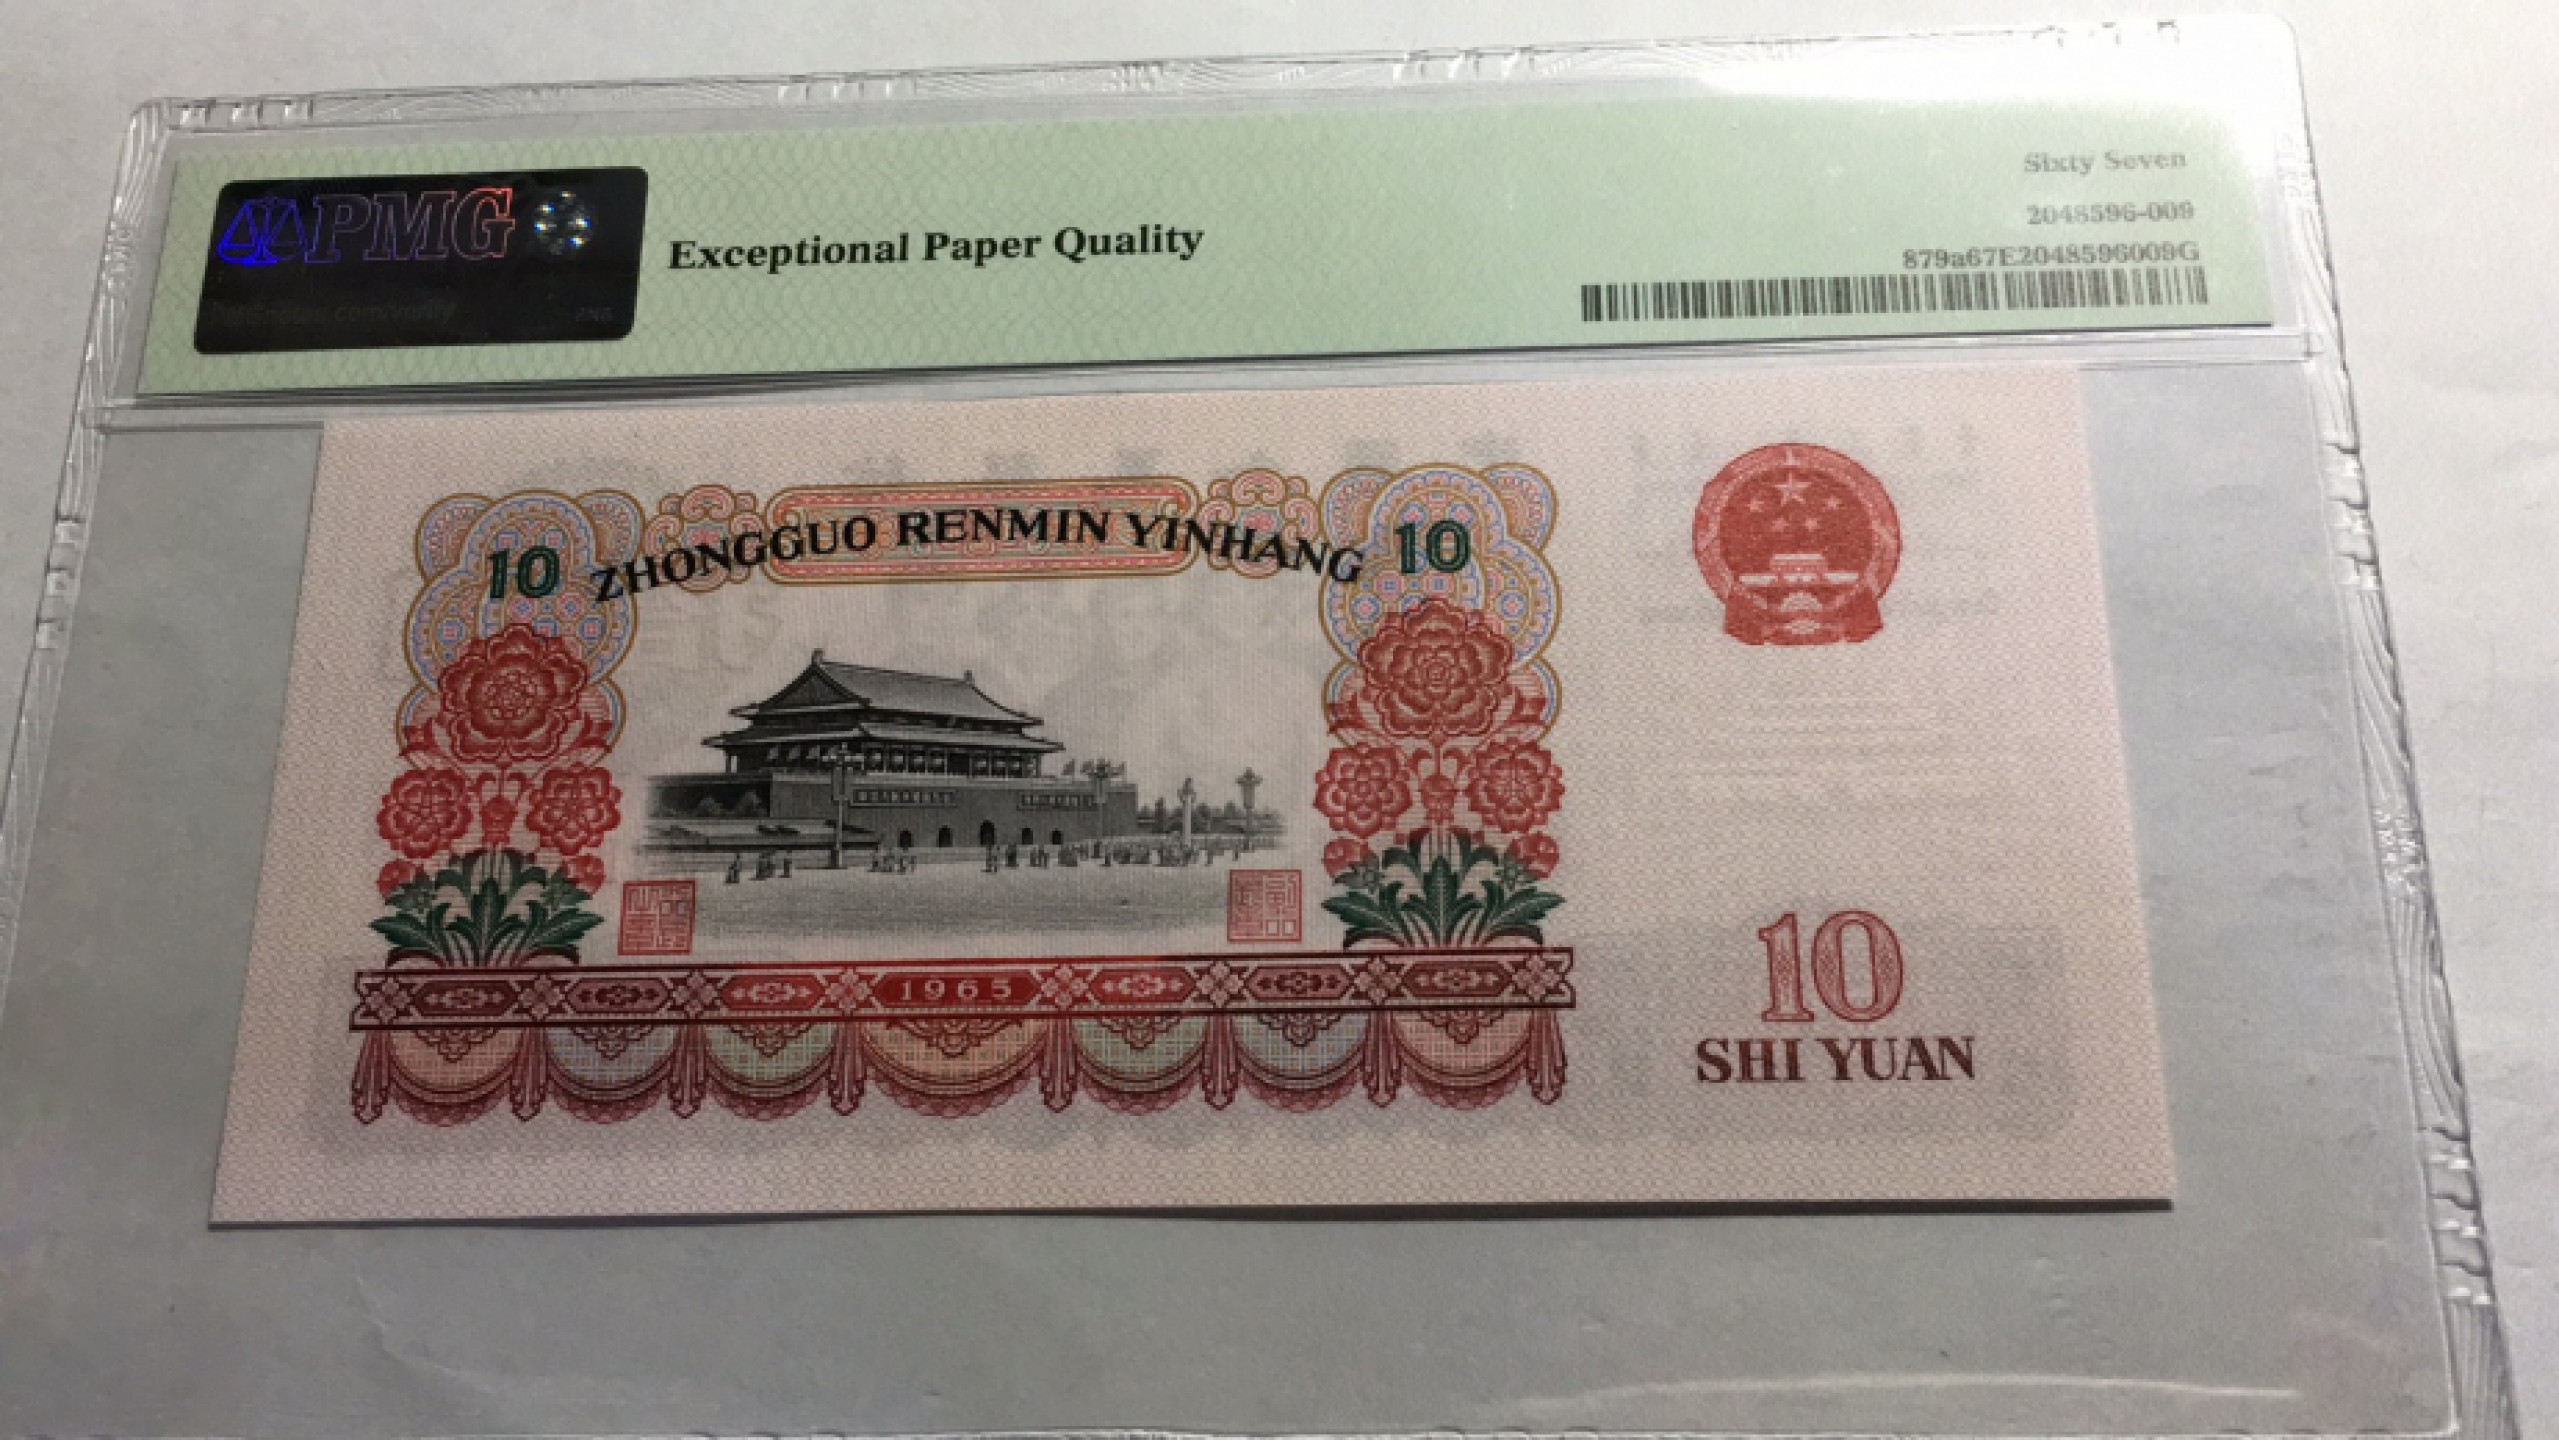 PMG
Exceptional Paper Quality
Sixty Seven
2048596-009
879a67E2048596009G
10 ZHONGGUO RENMIN YINHANG 10
1965
10
SHI YUAN